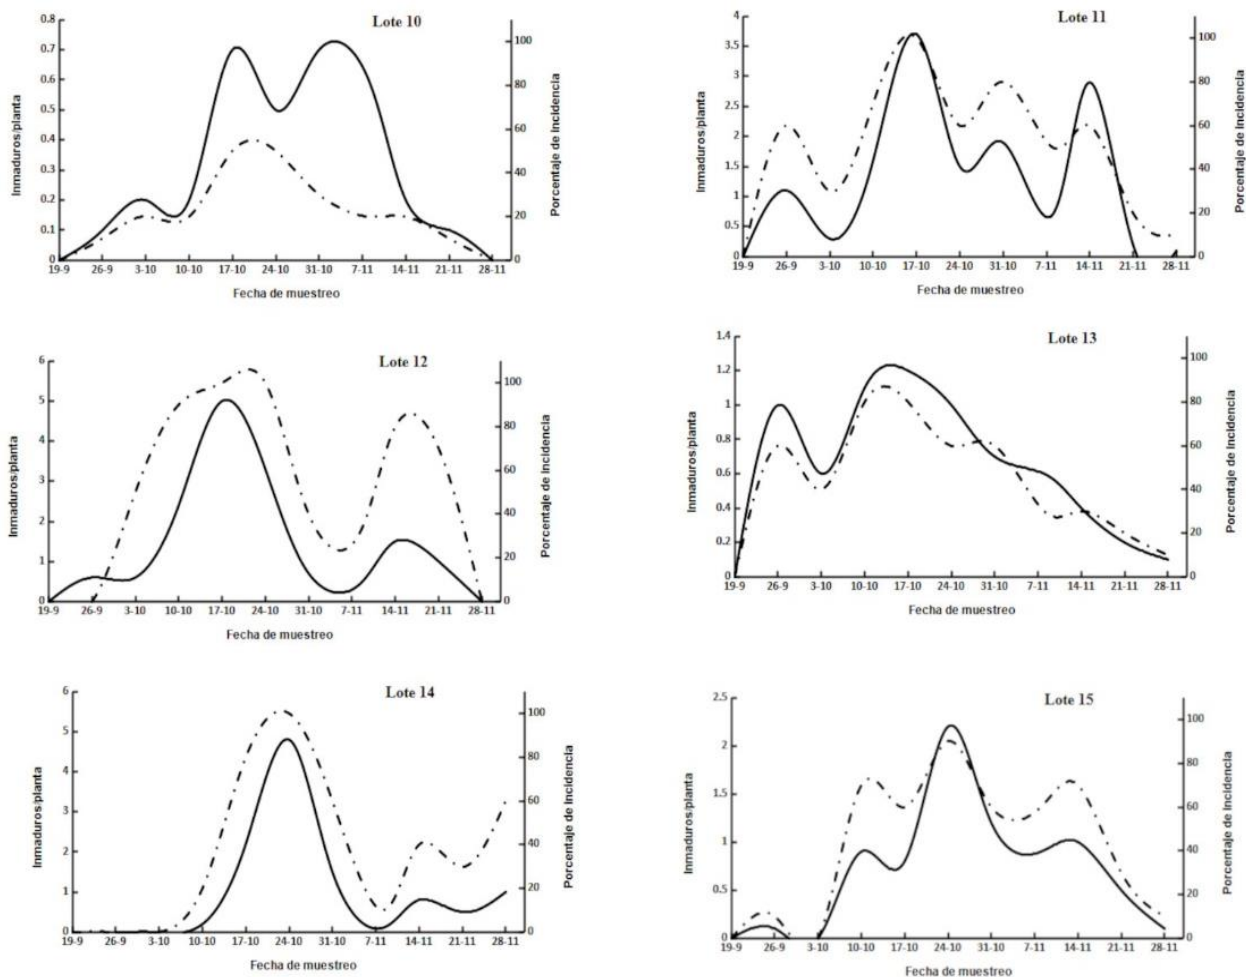 Lote 10
Inmaduros/planta
0.8
0.7
0.6
0.5
0.4
0.3
0.2
0.1
0
Porcentaje de Incidencia
100
80
60
40
20
0
19-9 26-9 3-10 10-10 17-10 24-10 31-10 7-11 14-11 21-11 28-11
Fecha de muestreo
Lote 11
Inmaduros/planta
4
3.5
3
2.5
2
1.5
1
0.5
0
Porcentaje de Incidencia
100
80
60
40
20
0
19-9 26-9 3-10 10-10 17-10 24-10 31-10 7-11 14-11 21-11 28-11
Fecha de muestreo
Lote 12
Inmaduros/planta
6
5
4
3
2
1
0
Porcentaje de Incidencia
100
80
60
40
20
0
19-9 26-9 3-10 10-10 17-10 24-10 31-10 7-11 14-11 21-11 28-11
Fecha de muestreo
Lote 13
Inmaduros/planta
1.4
1.2
1
0.8
0.6
0.4
0.2
0
Porcentaje de Incidencia
100
80
60
40
20
0
19-9 26-9 3-10 10-10 17-10 24-10 31-10 7-11 14-11 21-11 28-11
Fecha de muestreo
Lote 14
Inmaduros/planta
6
5
4
3
2
1
0
Porcentaje de Incidencia
100
80
60
40
20
0
19-9 26-9 3-10 10-10 17-10 24-10 31-10 7-11 14-11 21-11 28-11
Fecha de muestreo
Lote 15
Inmaduros/planta
2.5
2
1.5
1
0.5
0
Porcentaje de Incidencia
100
80
60
40
20
0
19-9 26-9 3-10 10-10 17-10 24-10 31-10 7-11 14-11 21-11 28-11
Fecha de muestreo